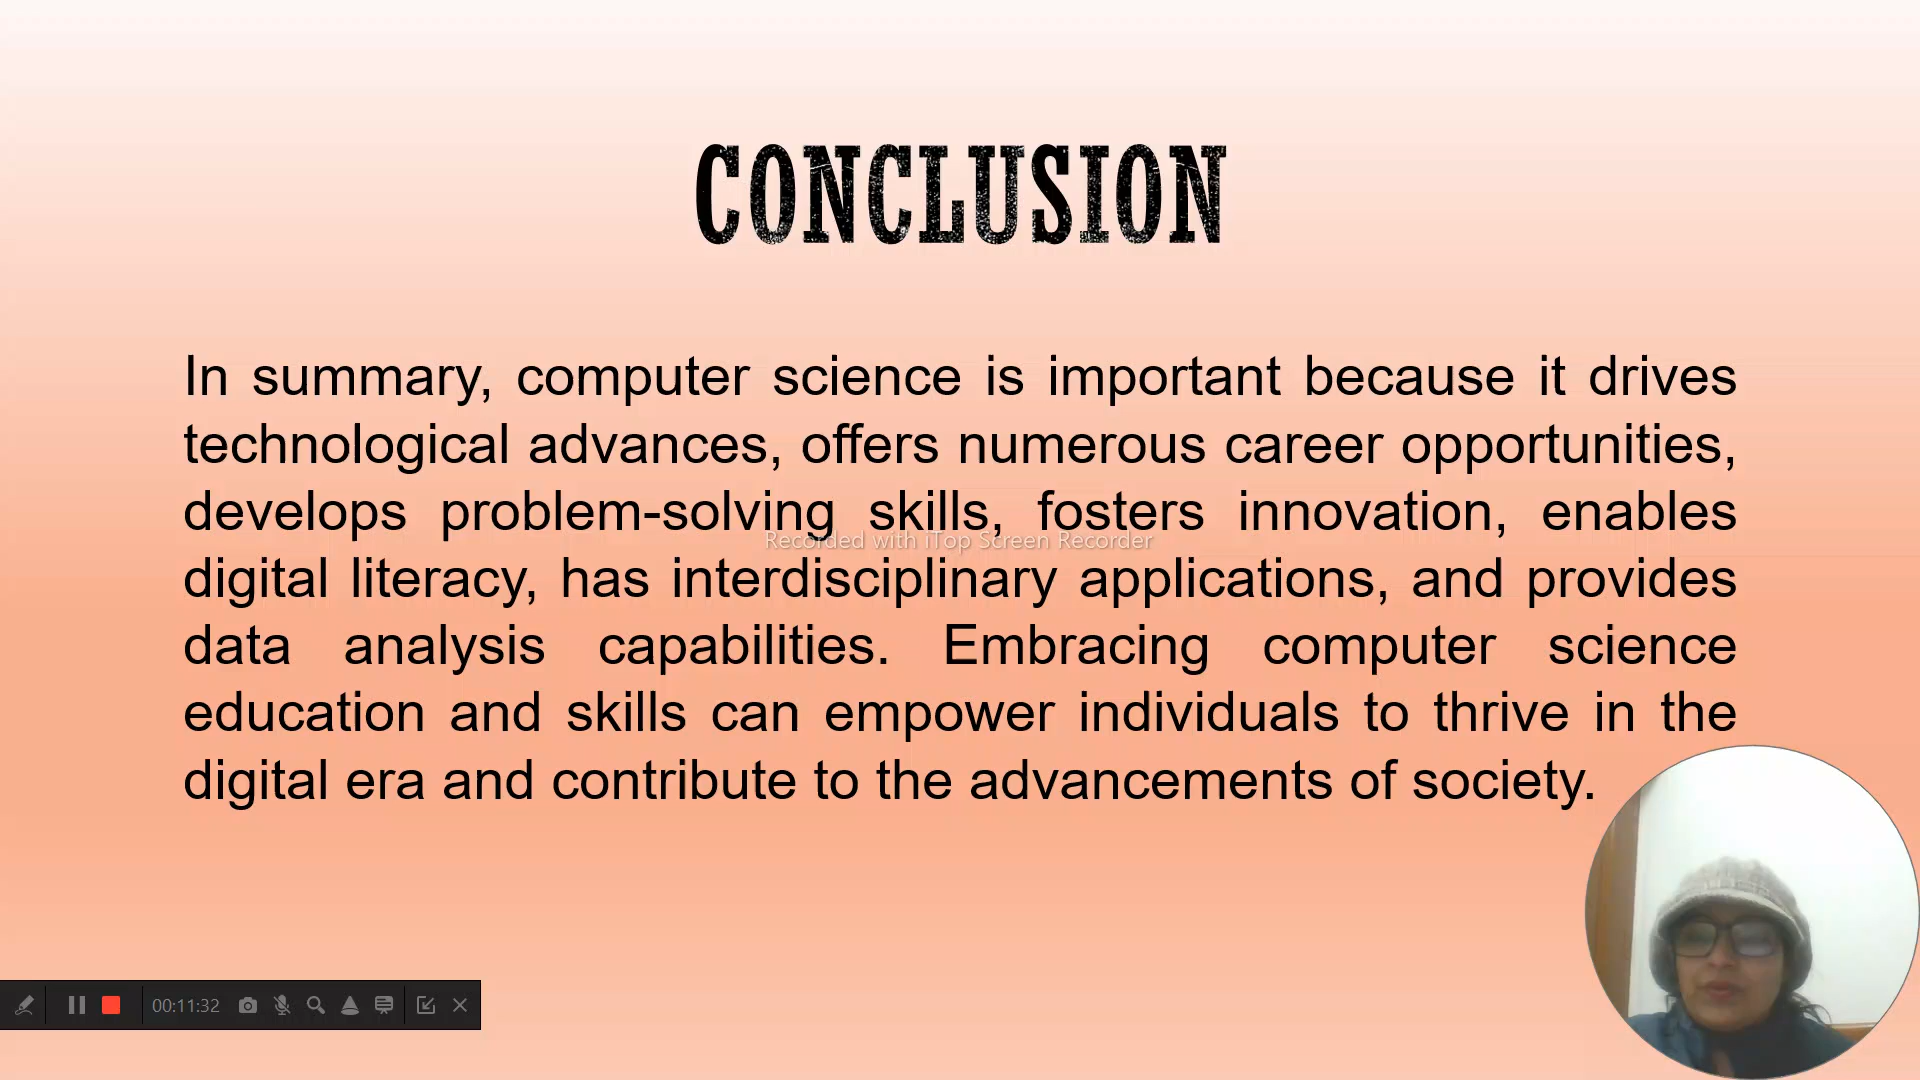 CONCLUSION
In summary, computer science is important because it drives
technological advances, offers numerous career opportunities,
develops problem-solving skills, fosters innovation, enables
Recorded with iTop Screen Recorder
digital literacy, has interdisciplinary applications, and provides
data analysis capabilities. Embracing computer science
education and skills can empower individuals to thrive in the
digital era and contribute to the advancements of society.
00:11:32